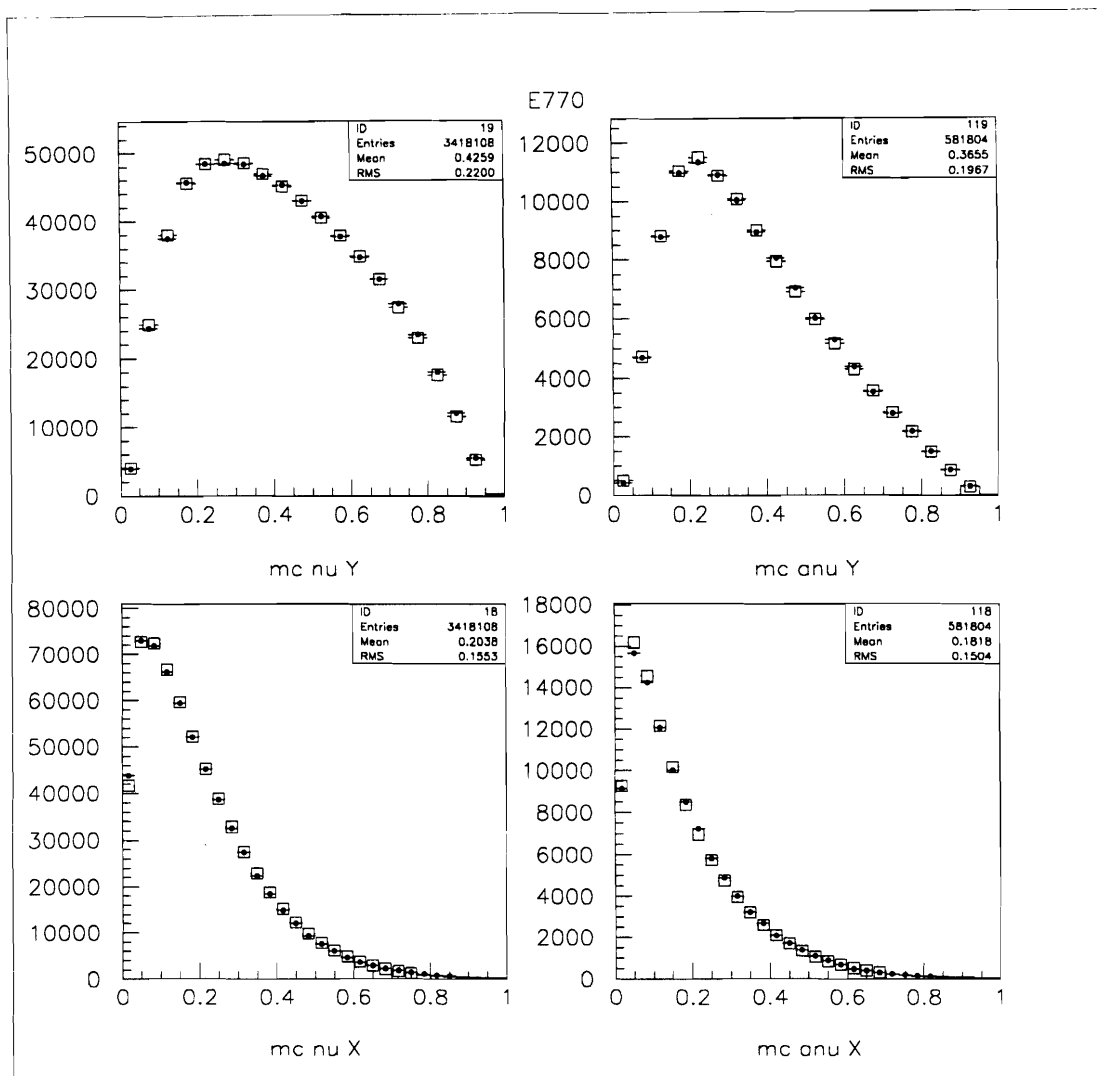 E770
ID 19
Entries 3418108
Mean 0.4259
RMS 0.2200
50000
40000
30000
20000
10000
0
0 0.2 0.4 0.6 0.8 1
mc nu Y
ID 119
Entries 581804
Mean 0.3655
RMS 0.1967
12000
10000
8000
6000
4000
2000
0
0 0.2 0.4 0.6 0.8 1
mc anu Y
ID 18
Entries 3418108
Mean 0.2038
RMS 0.1553
80000
70000
60000
50000
40000
30000
20000
10000
0
0 0.2 0.4 0.6 0.8 1
mc nu X
ID 118
Entries 581804
Mean 0.1818
RMS 0.1504
18000
16000
14000
12000
10000
8000
6000
4000
2000
0
0 0.2 0.4 0.6 0.8 1
mc anu X